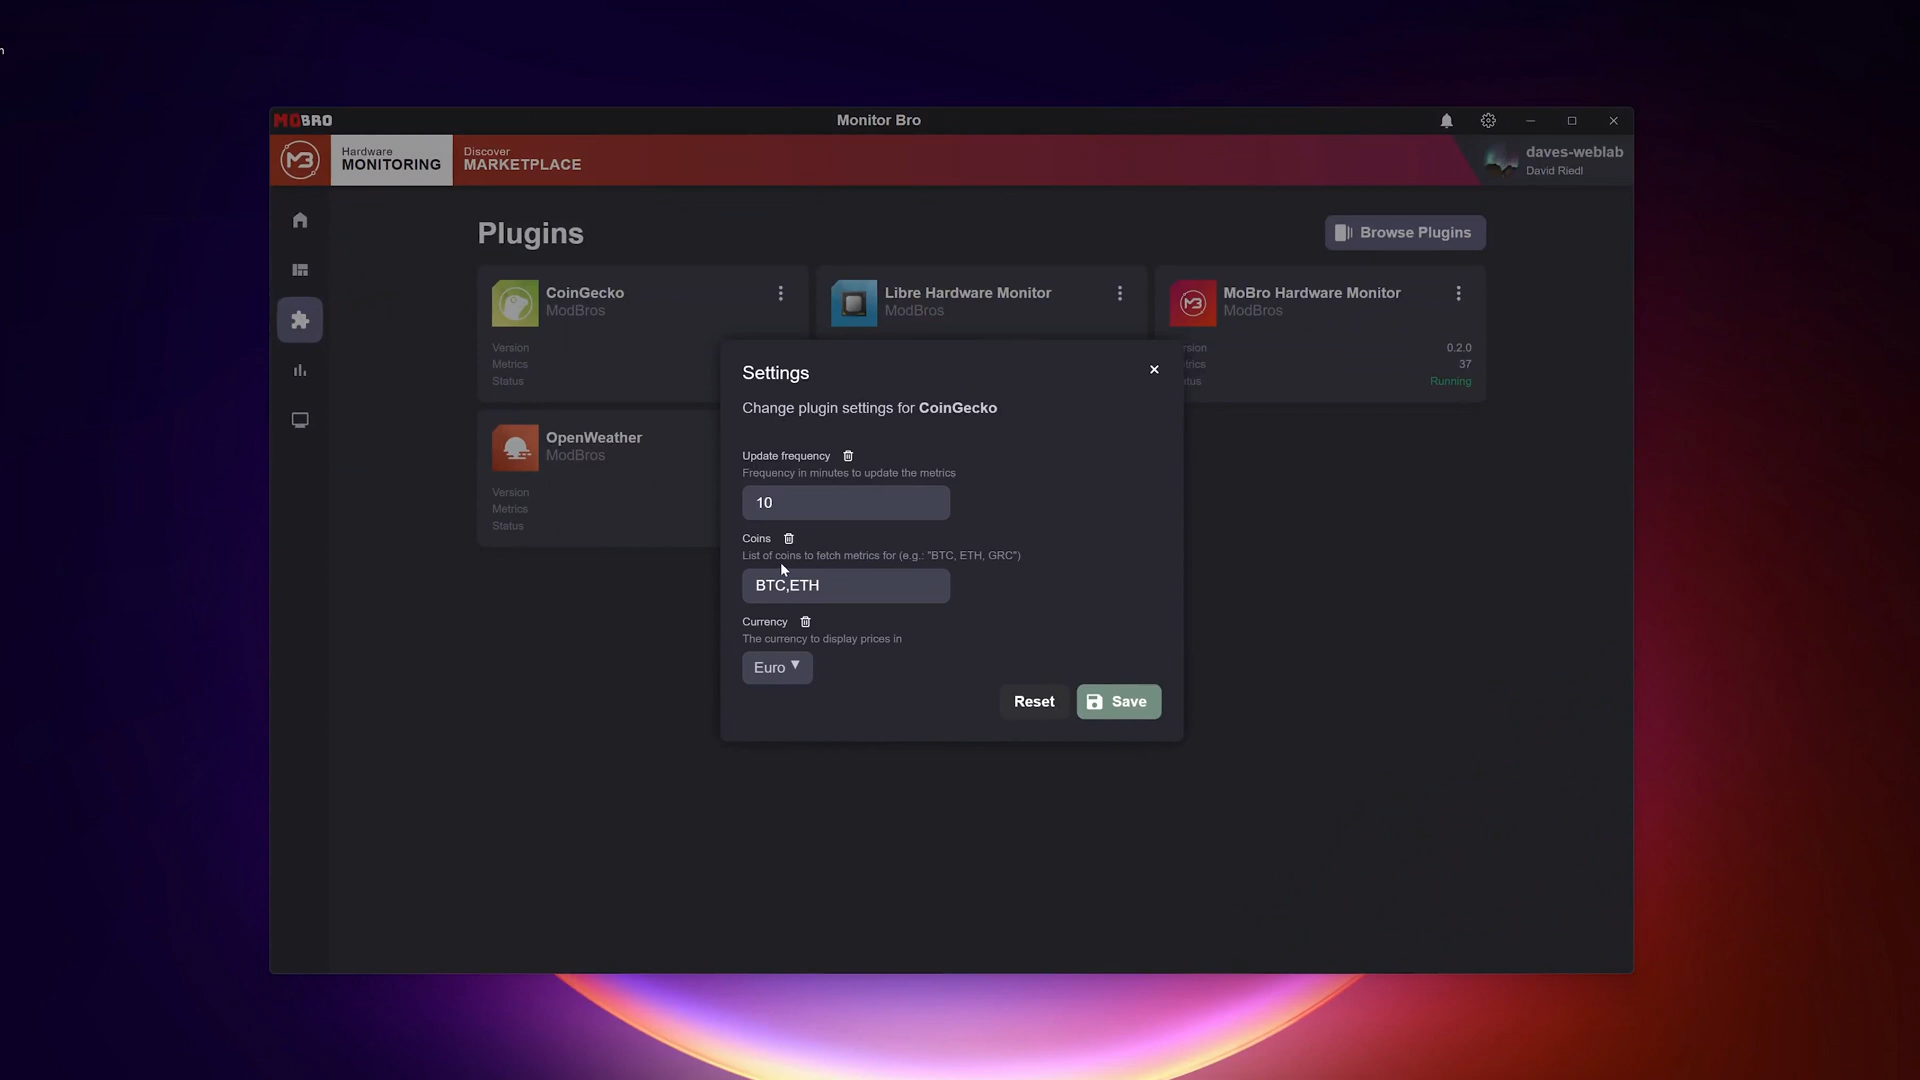 n
MOBRO
Monitor Bro
Hardware
MONITORING
Discover
MARKETPLACE
daves-weblab
David Riedl
Plugins
Browse Plugins
CoinGecko
ModBros
Version
Metrics
Status
Libre Hardware Monitor
ModBros
MoBro Hardware Monitor
ModBros
rsion 0.2.0
trics 37
tus Running
OpenWeather
ModBros
Version
Metrics
Status
Settings
Change plugin settings for CoinGecko
Update frequency
Frequency in minutes to update the metrics
10
Coins
List of coins to fetch metrics for (e.g.: "BTC, ETH, GRC")
BTC,ETH
Currency
The currency to display prices in
Euro
Reset
Save